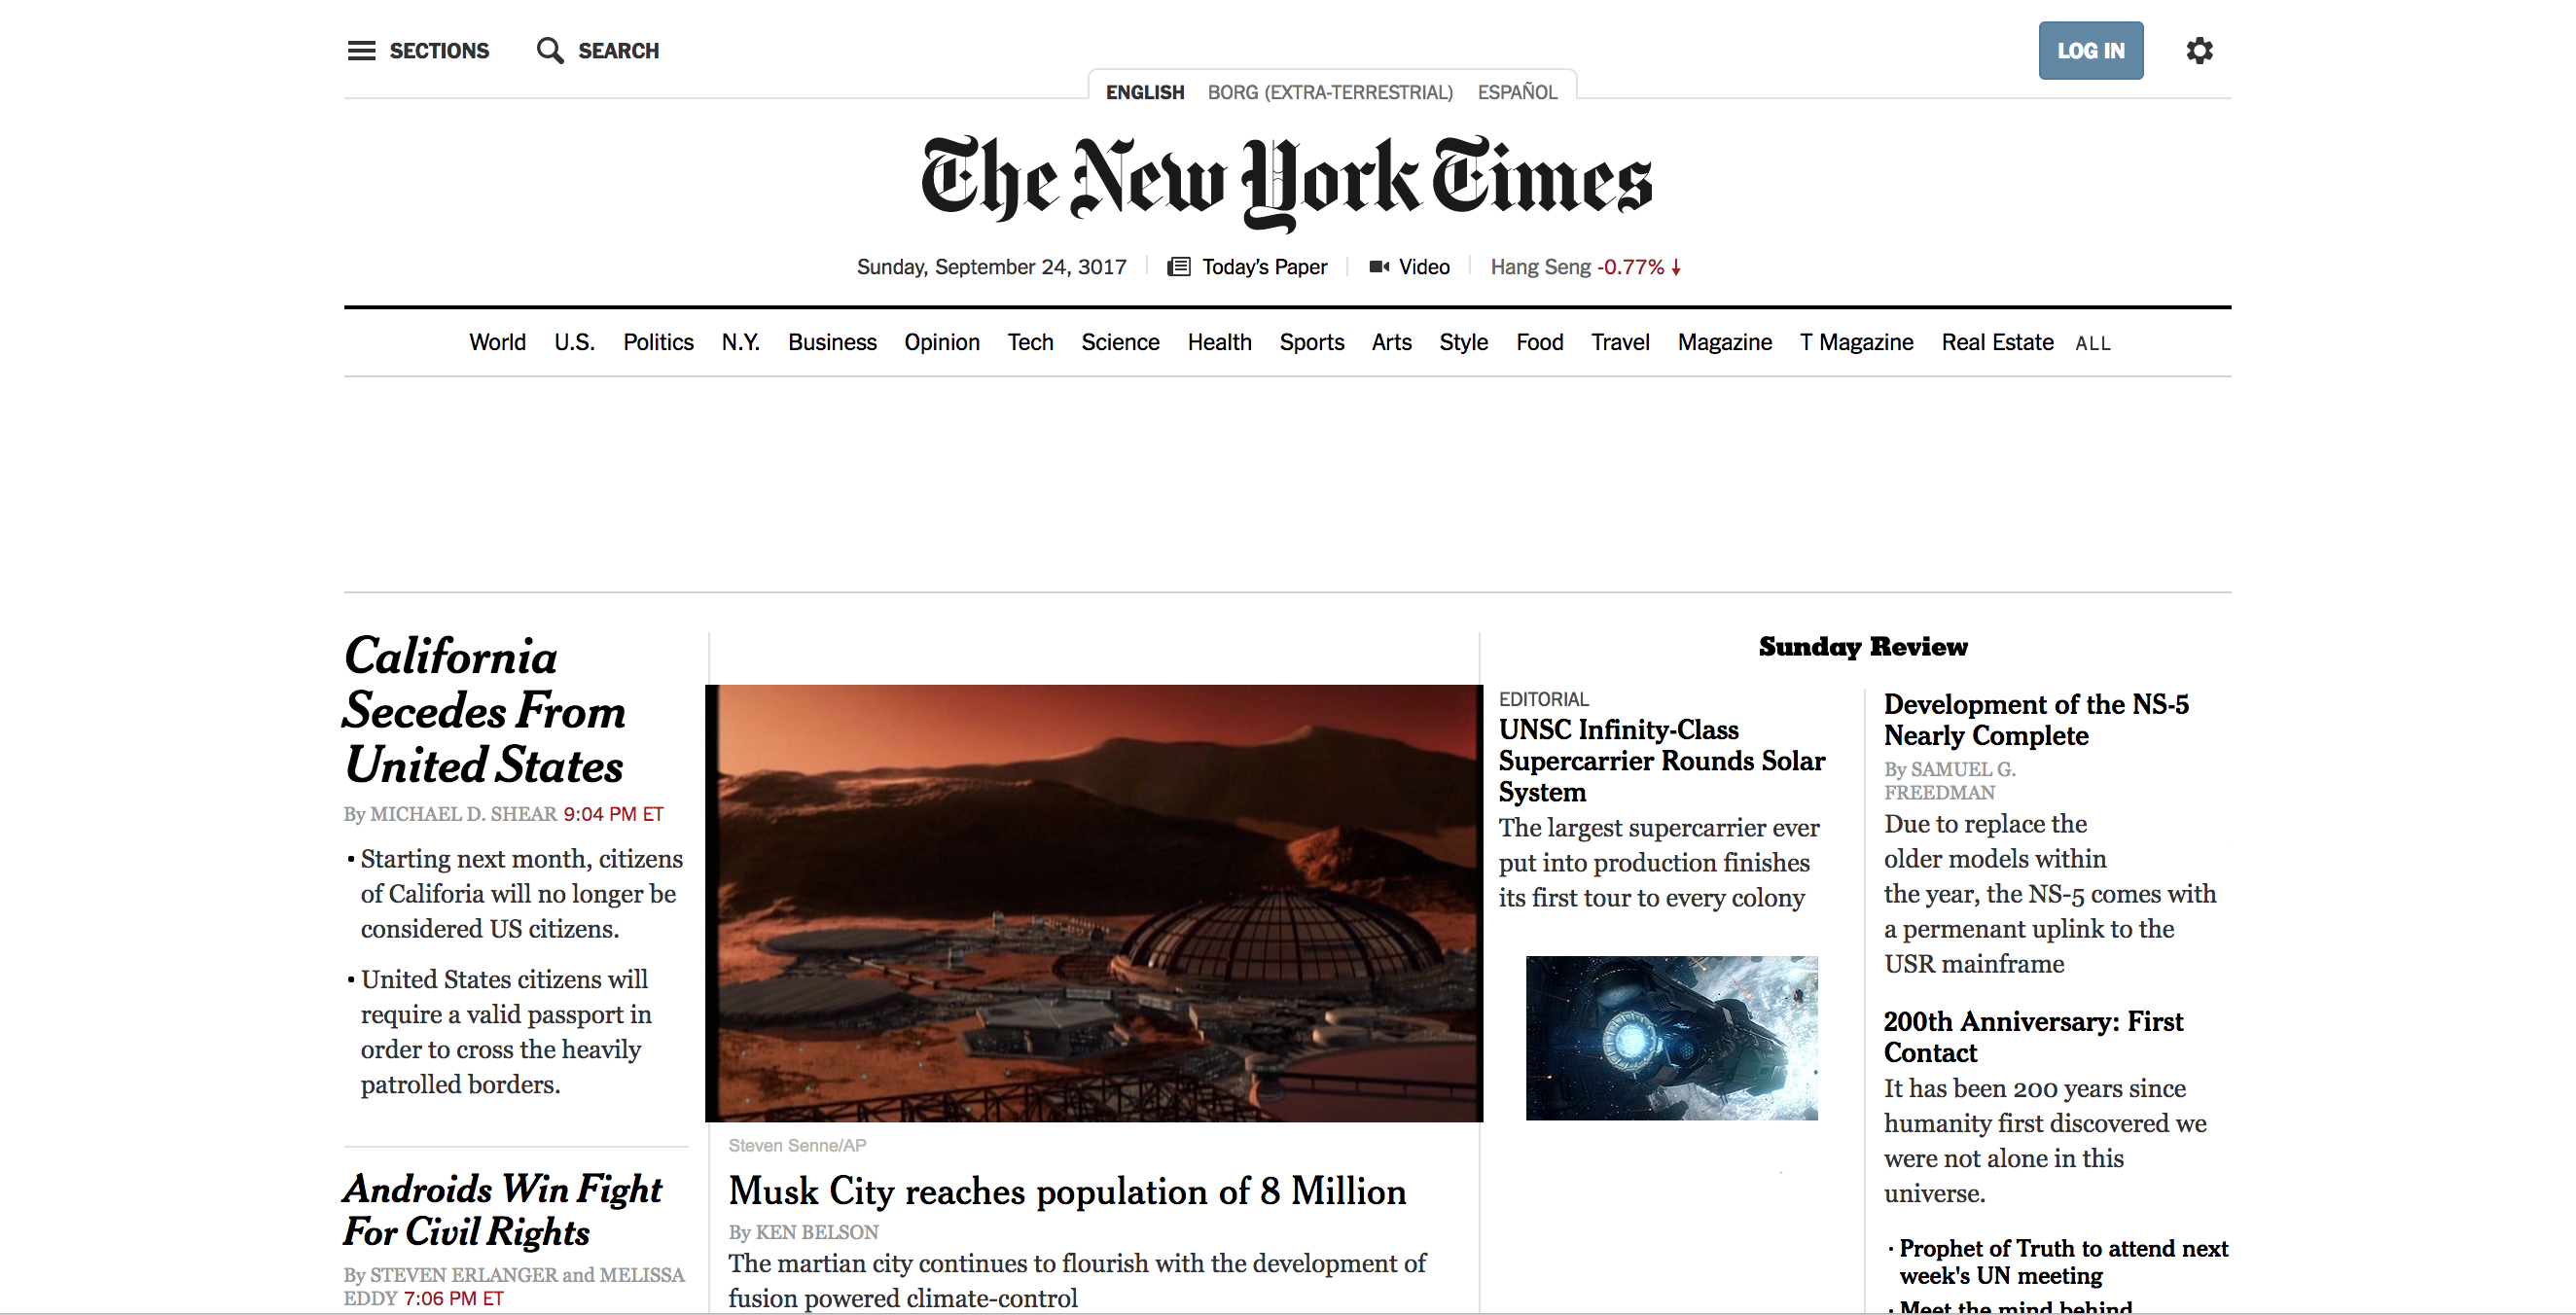 SECTIONS SEARCH LOG IN
ENGLISH BORG (EXTRA-TERRESTRIAL) ESPAÑOL
The New York Times
Sunday, September 24, 3017 Today's Paper Video Hang Seng -0.77%
World U.S. Politics N.Y. Business Opinion Tech Science Health Sports Arts Style Food Travel Magazine T Magazine Real Estate ALL
California
Secedes From
United States
By MICHAEL D. SHEAR 9:04 PM ET
• Starting next month, citizens
of Califoria will no longer be
considered US citizens.
• United States citizens will
require a valid passport in
order to cross the heavily
patrolled borders.
Androids Win Fight
For Civil Rights
By STEVEN ERLANGER and MELISSA
EDDY 7:06 PM ET
Steven Senne/AP
Musk City reaches population of 8 Million
By KEN BELSON
The martian city continues to flourish with the development of
fusion powered climate-control
Sunday Review
EDITORIAL
UNSC Infinity-Class
Supercarrier Rounds Solar
System
The largest supercarrier ever
put into production finishes
its first tour to every colony
Development of the NS-5
Nearly Complete
By SAMUEL G.
FREEDMAN
Due to replace the
older models within
the year, the NS-5 comes with
a permenant uplink to the
USR mainframe
200th Anniversary: First
Contact
It has been 200 years since
humanity first discovered we
were not alone in this
universe.
· Prophet of Truth to attend next
week's UN meeting
· Meet the mind behind